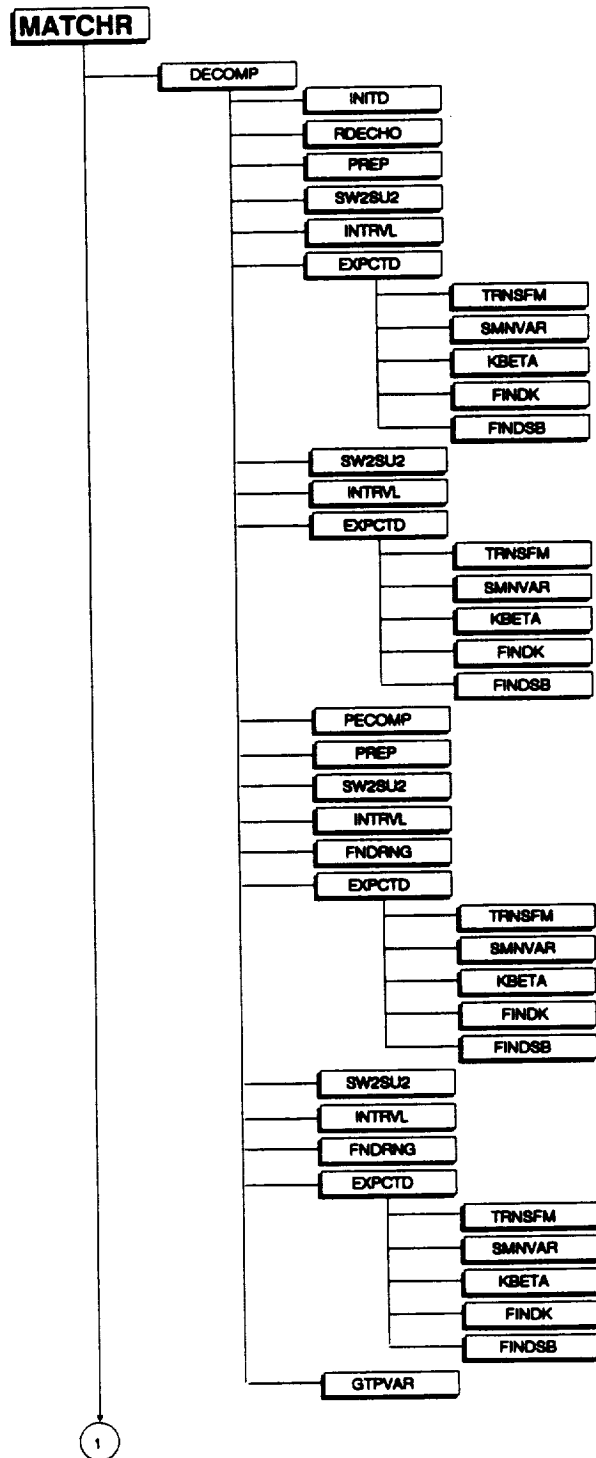 MATCHR
DECOMP
INITD
RDECHO
PREP
SW2SU2
INTRVL
EXPCTD
TRNSFM
SMNVAR
KBETA
FINDK
FINDSB
SW2SU2
INTRVL
EXPCTD
TRNSFM
SMNVAR
KBETA
FINDK
FINDSB
PECOMP
PREP
SW2SU2
INTRVL
FNDRNG
EXPCTD
TRNSFM
SMNVAR
KBETA
FINDK
FINDSB
SW2SU2
INTRVL
FNDRNG
EXPCTD
TRNSFM
SMNVAR
KBETA
FINDK
FINDSB
GTPVAR
1